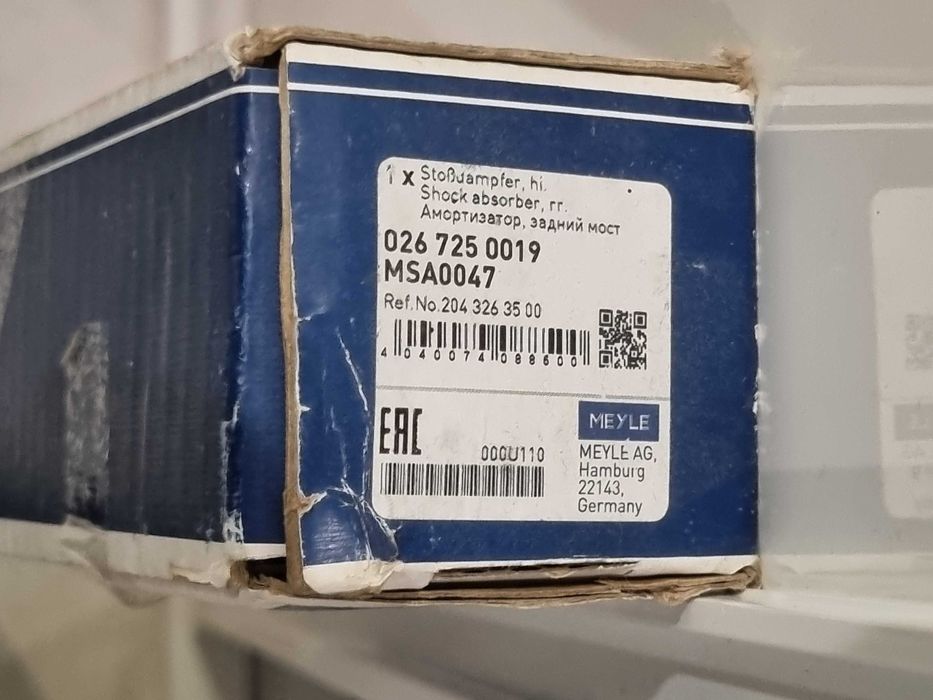 1 x Stoßdämpfer, hi.
Shock absorber, rr.
Амортизатор, задний мост
026 725 0019
MSA0047
Ref.No.204 326 35 00
4 040074 088600
EAC
000U110
MEYLE
MEYLE AG,
Hamburg
22143,
Germany